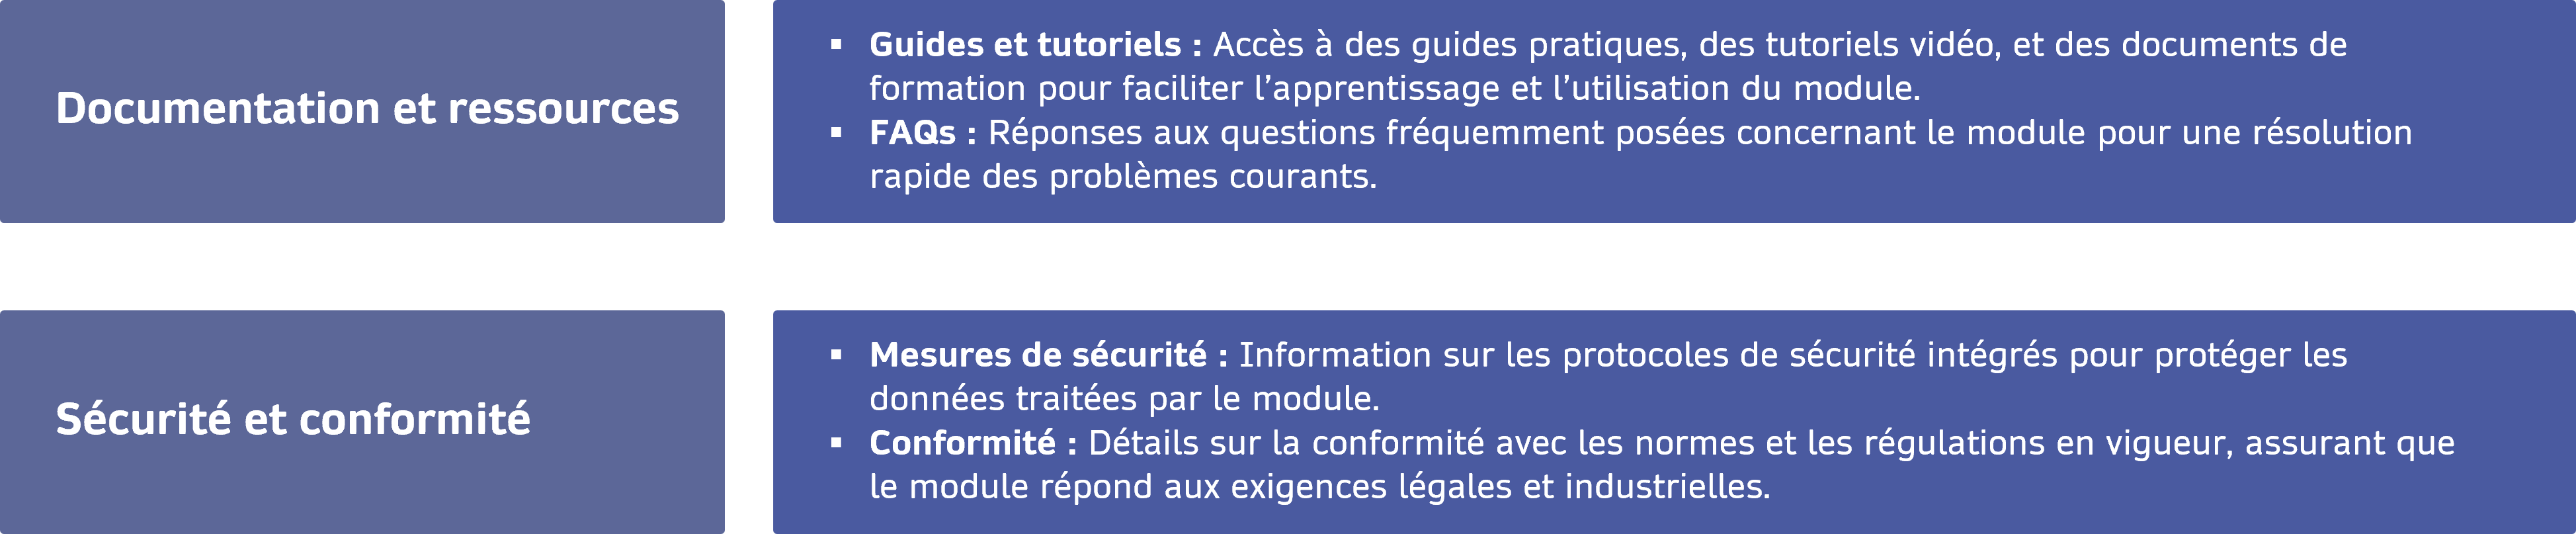 Documentation et ressources
▪ Guides et tutoriels : Accès à des guides pratiques, des tutoriels vidéo, et des documents de
formation pour faciliter l’apprentissage et l’utilisation du module.
▪ FAQs : Réponses aux questions fréquemment posées concernant le module pour une résolution
rapide des problèmes courants.
Sécurité et conformité
▪ Mesures de sécurité : Information sur les protocoles de sécurité intégrés pour protéger les
données traitées par le module.
▪ Conformité : Détails sur la conformité avec les normes et les régulations en vigueur, assurant que
le module répond aux exigences légales et industrielles.